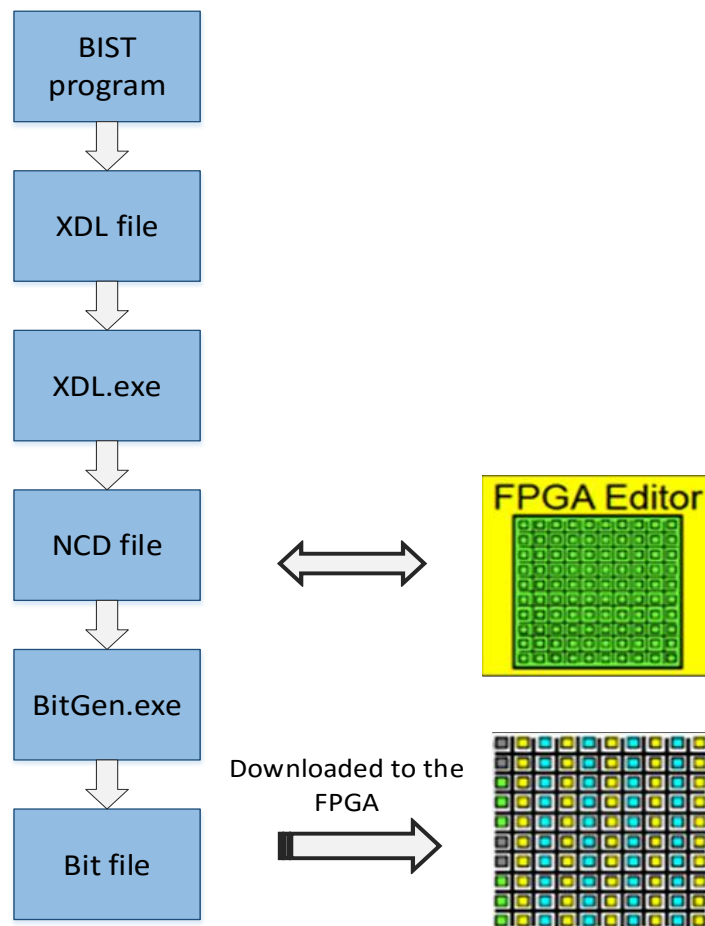 BIST
program
XDL file
XDL.exe
NCD file
FPGA Editor
BitGen.exe
Downloaded to the
FPGA
Bit file